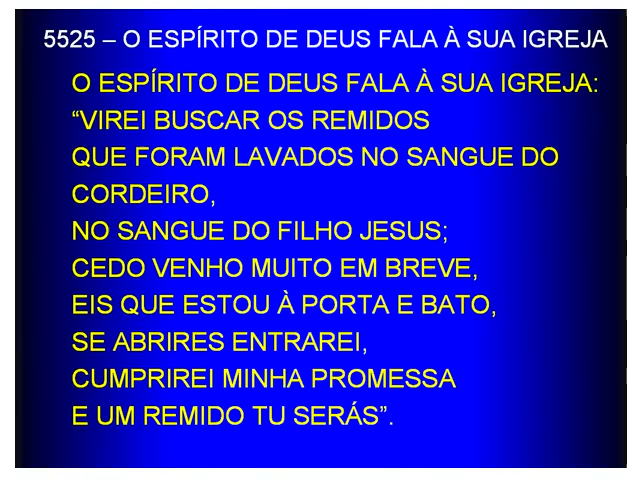 5525 – O ESPÍRITO DE DEUS FALA À SUA IGREJA
O ESPÍRITO DE DEUS FALA À SUA IGREJA:
“VIREI BUSCAR OS REMIDOS
QUE FORAM LAVADOS NO SANGUE DO
CORDEIRO,
NO SANGUE DO FILHO JESUS;
CEDO VENHO MUITO EM BREVE,
EIS QUE ESTOU À PORTA E BATO,
SE ABRIRES ENTRAREI,
CUMPRIREI MINHA PROMESSA
E UM REMIDO TU SERÁS”.